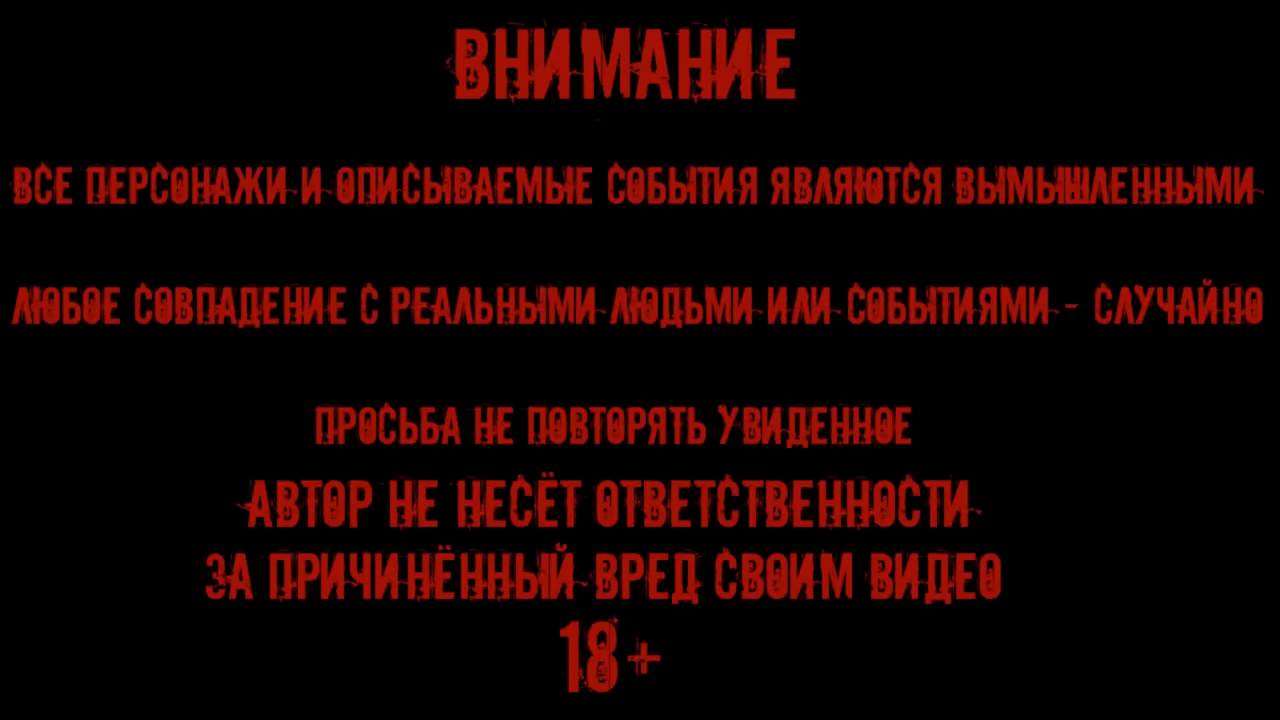 ВНИМАНИЕ
ВСЕ ПЕРСОНАЖИ И ОПИСЫВАЕМЫЕ СОБЫТИЯ ЯВЛЯЮТСЯ ВЫМЫШЛЕННЫМИ
ЛЮБОЕ СОВПАДЕНИЕ С РЕАЛЬНЫМИ ЛЮДЬМИ ИЛИ СОБЫТИЯМИ - СЛУЧАЙНО
ПРОСЬБА НЕ ПОВТОРЯТЬ УВИДЕННОЕ
АВТОР НЕ НЕСЁТ ОТВЕТСТВЕННОСТИ
ЗА ПРИЧИНЁННЫЙ ВРЕД СВОИМ ВИДЕО
18+